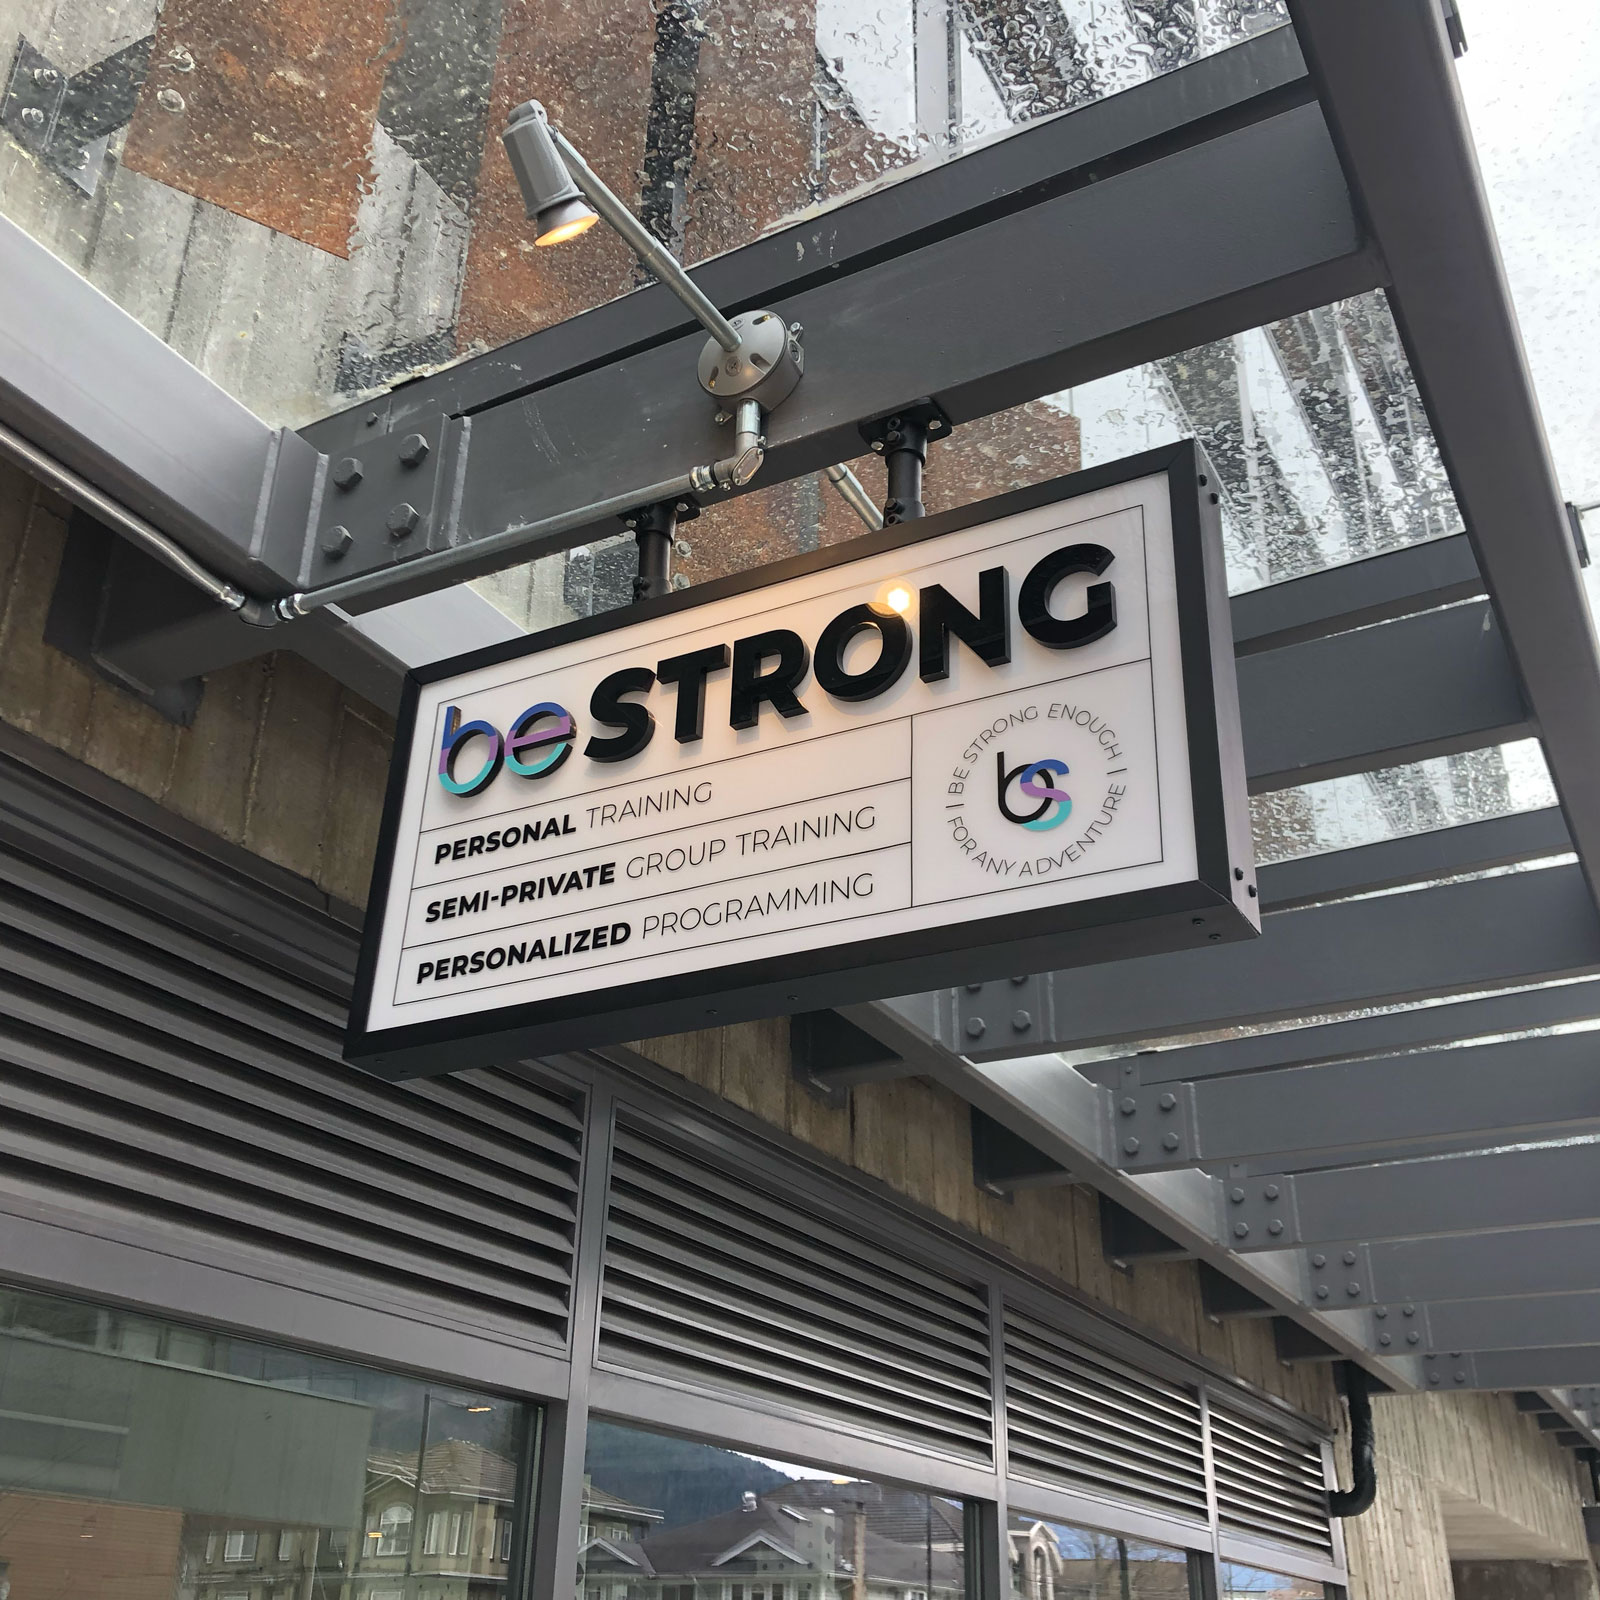 beSTRONG
PERSONAL TRAINING
SEMI-PRIVATE GROUP TRAINING
PERSONALIZED PROGRAMMING
| BE STRONG ENOUGH | FOR ANY ADVENTURE
bs